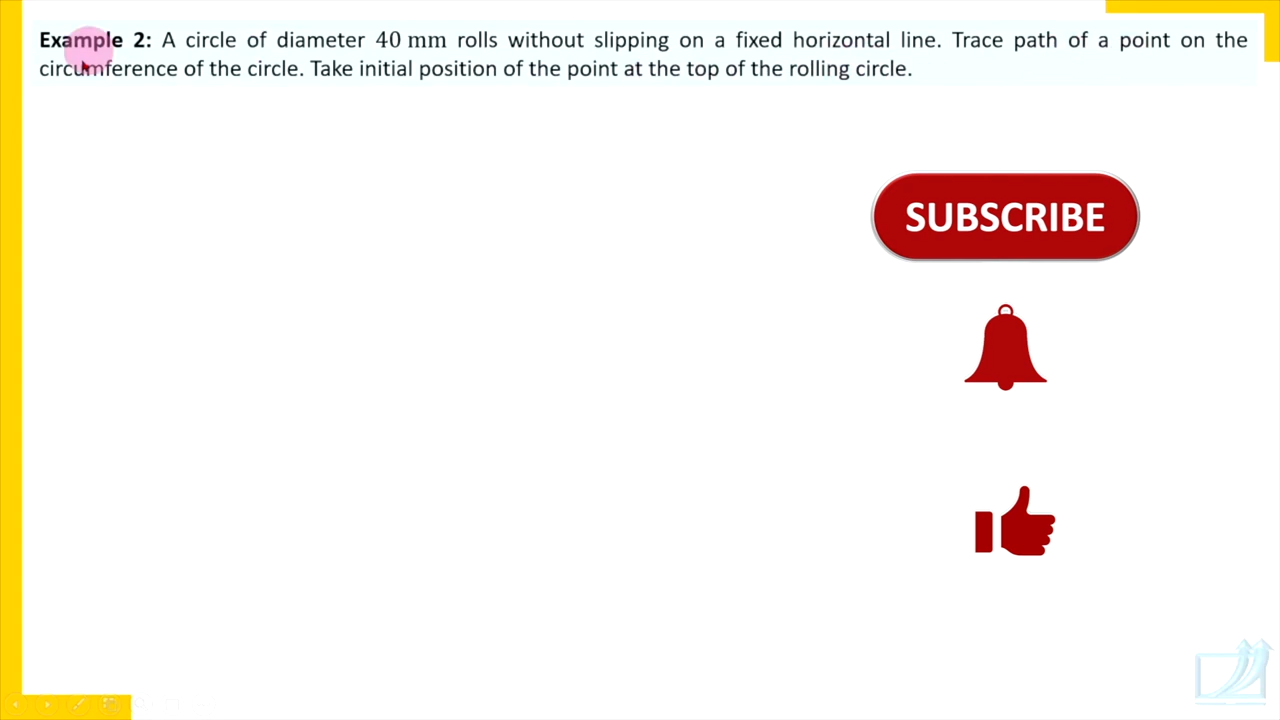 Example 2: A circle of diameter 40 mm rolls without slipping on a fixed horizontal line. Trace path of a point on the
circumference of the circle. Take initial position of the point at the top of the rolling circle.
SUBSCRIBE